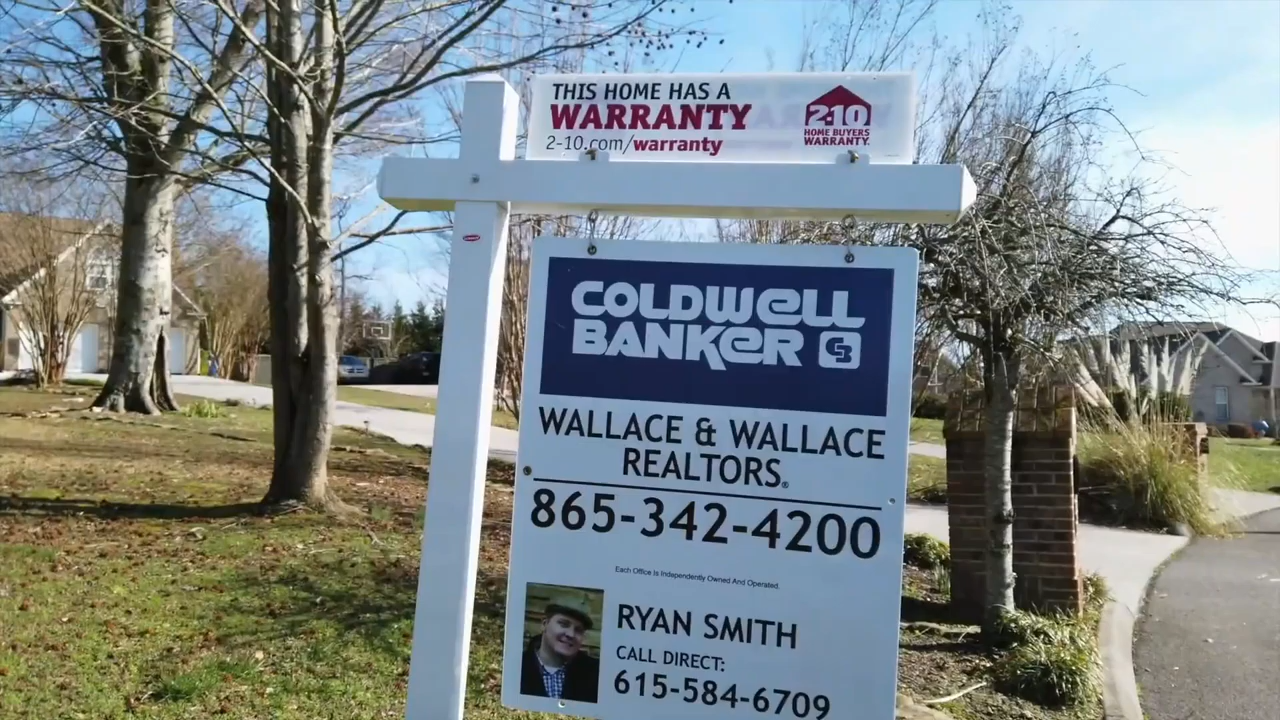 THIS HOME HAS A
WARRANTY
2-10.com/warranty
2-10
HOME BUYERS
WARRANTY.
COLDWELL
BANKER
CB
WALLACE & WALLACE
REALTORS®
865-342-4200
Each Office Is Independently Owned And Operated.
RYAN SMITH
CALL DIRECT:
615-584-6709